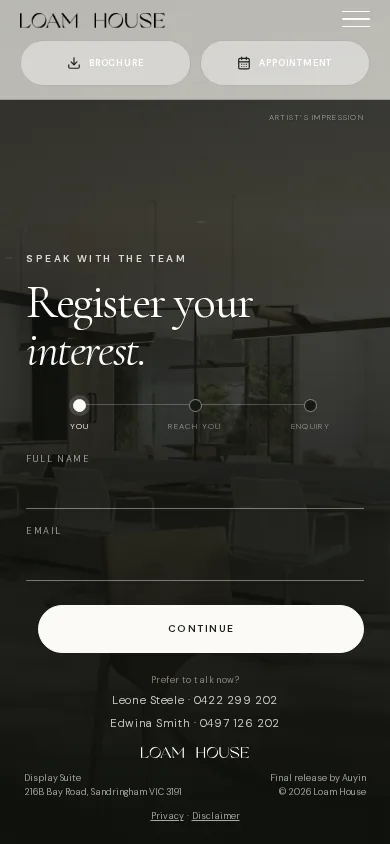 LOAM HOUSE
BROCHURE
APPOINTMENT
ARTIST'S IMPRESSION
SPEAK WITH THE TEAM
Register your
interest.
YOU
REACH YOU
ENQUIRY
FULL NAME
EMAIL
CONTINUE
Prefer to talk now?
Leone Steele · 0422 299 202
Edwina Smith · 0497 126 202
LOAM HOUSE
Display Suite
216B Bay Road, Sandringham VIC 3191
Final release by Auyin
© 2026 Loam House
Privacy · Disclaimer